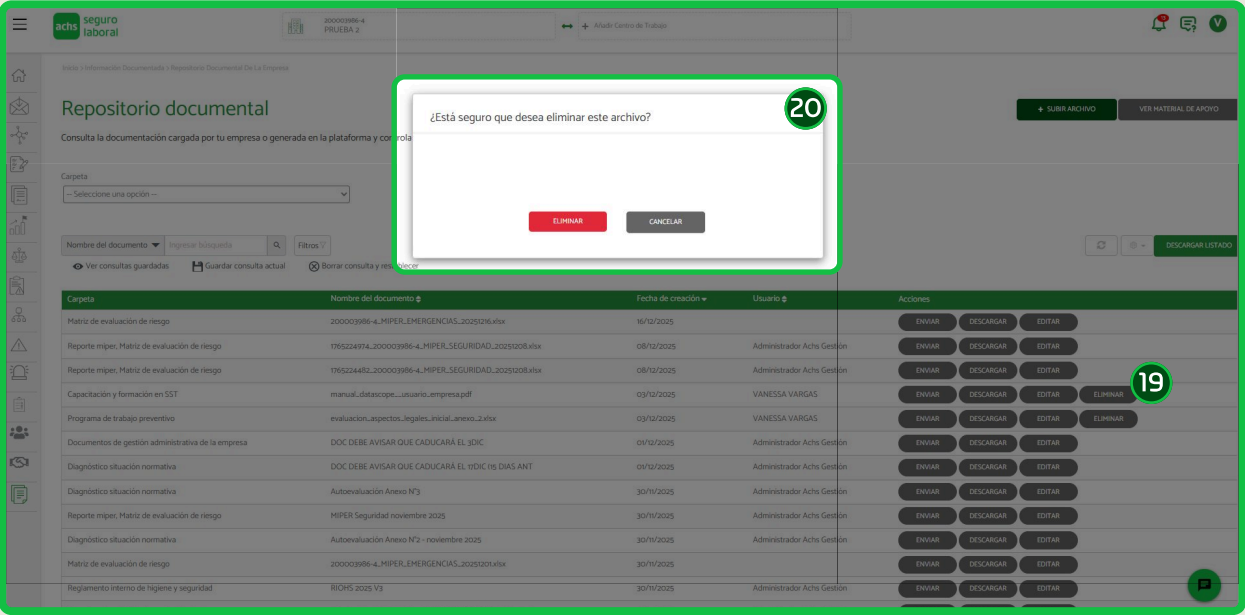 achs seguro laboral
200003986-4
PRUEBA 2
+ Añadir Centro de Trabajo
V
Inicio > Información Documentada > Repositorio Documental De La Empresa
Repositorio documental
+ SUBIR ARCHIVO
VER MATERIAL DE APOYO
Consulta la documentación cargada por tu empresa o generada en la plataforma y controla
¿Está seguro que desea eliminar este archivo?
20
ELIMINAR
CANCELAR
Carpeta
-- Seleccione una opción --
Nombre del documento
Ingresar búsqueda
Filtros
DESCARGAR LISTADO
Ver consultas guardadas
Guardar consulta actual
Borrar consulta y restablecer
Carpeta Nombre del documento Fecha de creación Usuario Acciones
Matriz de evaluación de riesgo 200003986-4_MIPER_EMERGENCIAS_20251216.xlsx 16/12/2025 ENVIAR DESCARGAR EDITAR
Reporte miper, Matriz de evaluación de riesgo 1765224974_200003986-4_MIPER_SEGURIDAD_20251208.xlsx 08/12/2025 Administrador Achs Gestión ENVIAR DESCARGAR EDITAR
Reporte miper, Matriz de evaluación de riesgo 1765224482_200003986-4_MIPER_SEGURIDAD_20251208.xlsx 08/12/2025 Administrador Achs Gestión ENVIAR DESCARGAR EDITAR
Capacitación y formación en SST manual_datascope__usuario_empresa.pdf 03/12/2025 VANESSA VARGAS ENVIAR DESCARGAR EDITAR ELIMINAR 19
Programa de trabajo preventivo evaluacion_aspectos_legales_inicial_anexo_2.xlsx 03/12/2025 VANESSA VARGAS ENVIAR DESCARGAR EDITAR ELIMINAR
Documentos de gestión administrativa de la empresa DOC DEBE AVISAR QUE CADUCARÁ EL 3DIC 01/12/2025 Administrador Achs Gestión ENVIAR DESCARGAR EDITAR
Diagnóstico situación normativa DOC DEBE AVISAR QUE CADUCARÁ EL 17DIC 115 DIAS ANT 01/12/2025 Administrador Achs Gestión ENVIAR DESCARGAR EDITAR
Diagnóstico situación normativa Autoevaluación Anexo N°3 30/11/2025 Administrador Achs Gestión ENVIAR DESCARGAR EDITAR
Reporte miper, Matriz de evaluación de riesgo MIPER Seguridad noviembre 2025 30/11/2025 Administrador Achs Gestión ENVIAR DESCARGAR EDITAR
Diagnóstico situación normativa Autoevaluación Anexo N°2 - noviembre 2025 30/11/2025 Administrador Achs Gestión ENVIAR DESCARGAR EDITAR
Matriz de evaluación de riesgo 200003986-4_MIPER_EMERGENCIAS_20251201.xlsx 30/11/2025 ENVIAR DESCARGAR EDITAR
Reglamento interno de higiene y seguridad RIOHS 2025 V3 30/11/2025 Administrador Achs Gestión ENVIAR DESCARGAR EDITAR